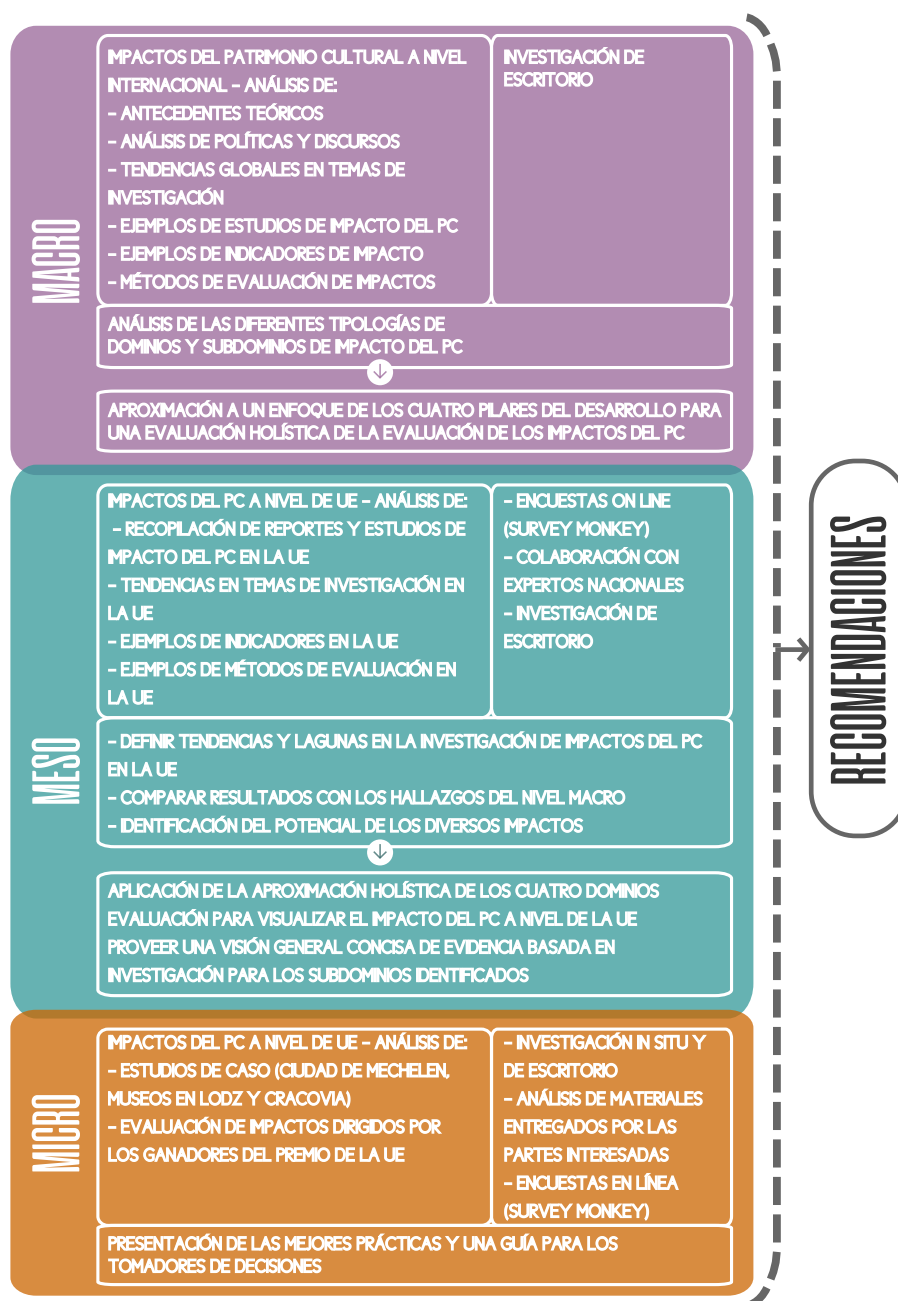 MACRO
IMPACTOS DEL PATRIMONIO CULTURAL A NIVEL
INTERNACIONAL – ANÁLISIS DE:
– ANTECEDENTES TEÓRICOS
– ANÁLISIS DE POLÍTICAS Y DISCURSOS
– TENDENCIAS GLOBALES EN TEMAS DE
INVESTIGACIÓN
– EJEMPLOS DE ESTUDIOS DE IMPACTO DEL PC
– EJEMPLOS DE INDICADORES DE IMPACTO
– MÉTODOS DE EVALUACIÓN DE IMPACTOS
INVESTIGACIÓN DE
ESCRITORIO
ANÁLISIS DE LAS DIFERENTES TIPOLOGÍAS DE
DOMINIOS Y SUBDOMINIOS DE IMPACTO DEL PC
APROXIMACIÓN A UN ENFOQUE DE LOS CUATRO PILARES DEL DESARROLLO PARA
UNA EVALUACIÓN HOLÍSTICA DE LA EVALUACIÓN DE LOS IMPACTOS DEL PC
MESO
IMPACTOS DEL PC A NIVEL DE UE – ANÁLISIS DE:
– RECOPILACIÓN DE REPORTES Y ESTUDIOS DE
IMPACTO DEL PC EN LA UE
– TENDENCIAS EN TEMAS DE INVESTIGACIÓN EN
LA UE
– EJEMPLOS DE INDICADORES EN LA UE
– EJEMPLOS DE MÉTODOS DE EVALUACIÓN EN
LA UE
– ENCUESTAS ON LINE
(SURVEY MONKEY)
– COLABORACIÓN CON
EXPERTOS NACIONALES
– INVESTIGACIÓN DE
ESCRITORIO
– DEFINIR TENDENCIAS Y LAGUNAS EN LA INVESTIGACIÓN DE IMPACTOS DEL PC
EN LA UE
– COMPARAR RESULTADOS CON LOS HALLAZGOS DEL NIVEL MACRO
– IDENTIFICACIÓN DEL POTENCIAL DE LOS DIVERSOS IMPACTOS
APLICACIÓN DE LA APROXIMACIÓN HOLÍSTICA DE LOS CUATRO DOMINIOS
EVALUACIÓN PARA VISUALIZAR EL IMPACTO DEL PC A NIVEL DE LA UE
PROVEER UNA VISIÓN GENERAL CONCISA DE EVIDENCIA BASADA EN
INVESTIGACIÓN PARA LOS SUBDOMINIOS IDENTIFICADOS
MICRO
IMPACTOS DEL PC A NIVEL DE UE – ANÁLISIS DE:
– ESTUDIOS DE CASO (CIUDAD DE MECHELEN,
MUSEOS EN LODZ Y CRACOVIA)
– EVALUACIÓN DE IMPACTOS DIRIGIDOS POR
LOS GANADORES DEL PREMIO DE LA UE
– INVESTIGACIÓN IN SITU Y
DE ESCRITORIO
– ANÁLISIS DE MATERIALES
ENTREGADOS POR LAS
PARTES INTERESADAS
– ENCUESTAS EN LÍNEA
(SURVEY MONKEY)
PRESENTACIÓN DE LAS MEJORES PRÁCTICAS Y UNA GUÍA PARA LOS
TOMADORES DE DECISIONES
RECOMENDACIONES